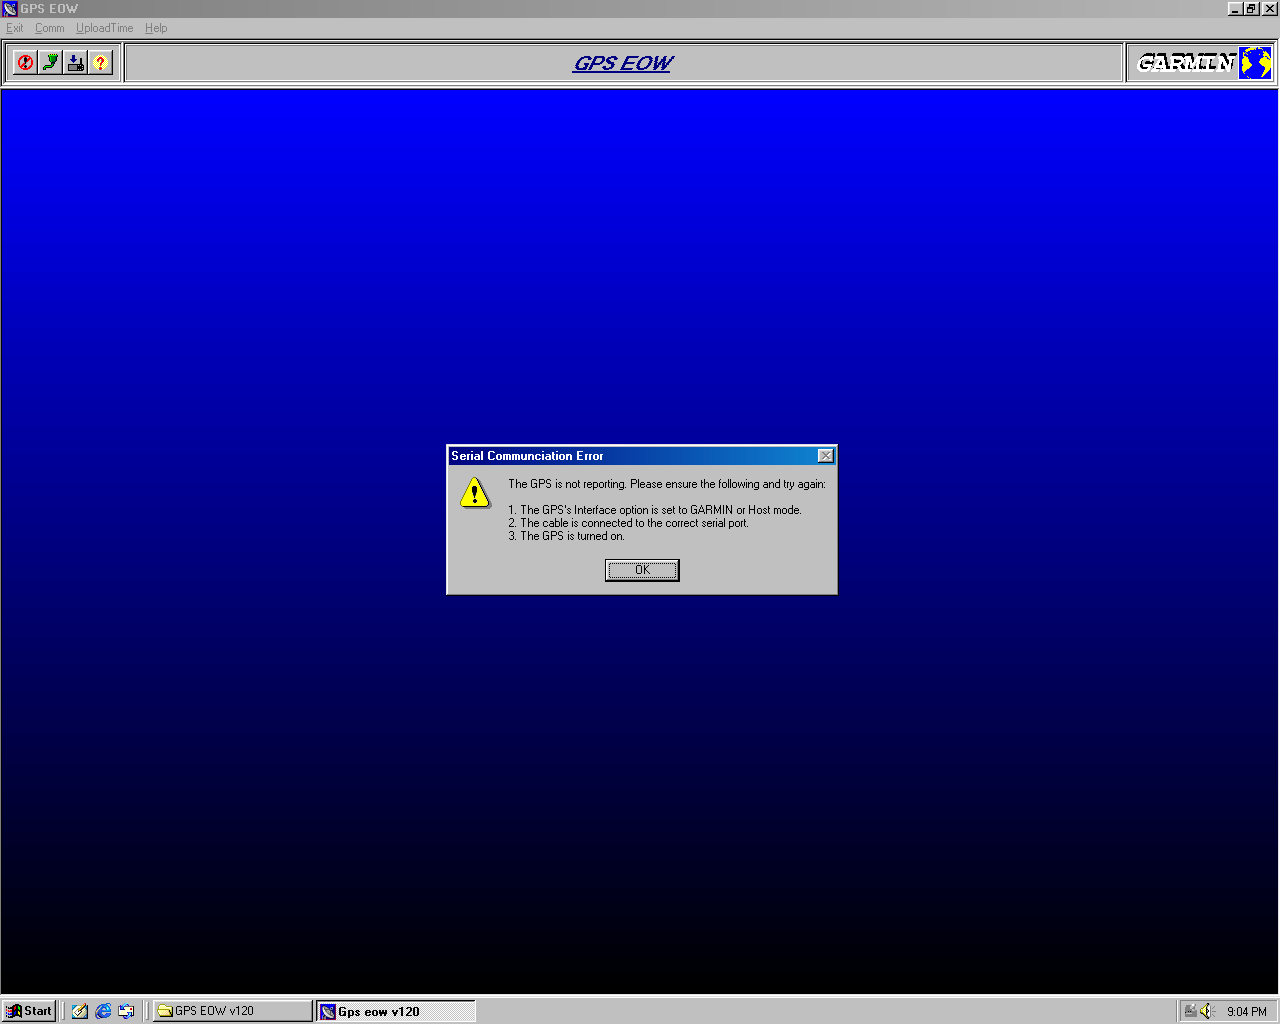 GPS EOW
Exit Comm UploadTime Help
GPS EOW
GARMIN
Serial Communciation Error
The GPS is not reporting. Please ensure the following and try again:
1. The GPS's Interface option is set to GARMIN or Host mode.
2. The cable is connected to the correct serial port.
3. The GPS is turned on.
OK
Start GPS EOW v120 Gps eow v120 9:04 PM